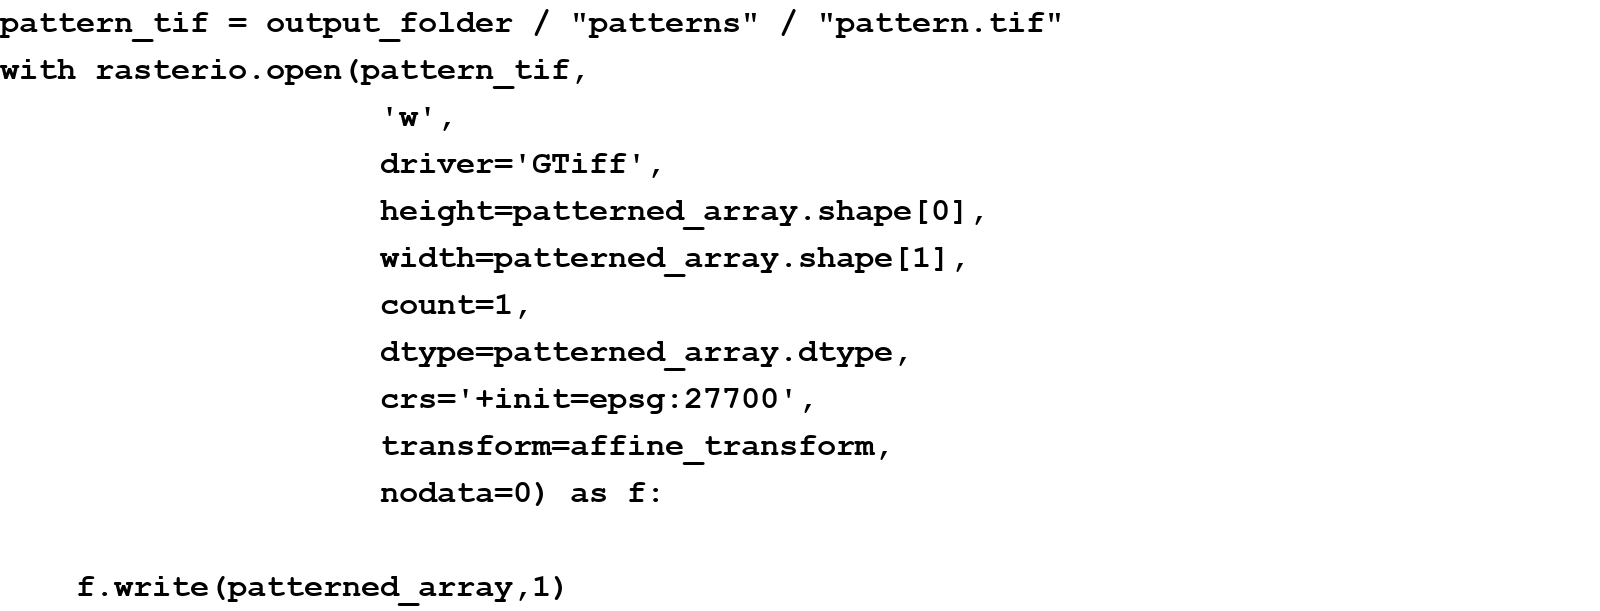 pattern_tif = output_folder / "patterns" / "pattern.tif"
with rasterio.open(pattern_tif,
                    'w',
                    driver='GTiff',
                    height=patterned_array.shape[0],
                    width=patterned_array.shape[1],
                    count=1,
                    dtype=patterned_array.dtype,
                    crs='+init=epsg:27700',
                    transform=affine_transform,
                    nodata=0) as f:

    f.write(patterned_array,1)